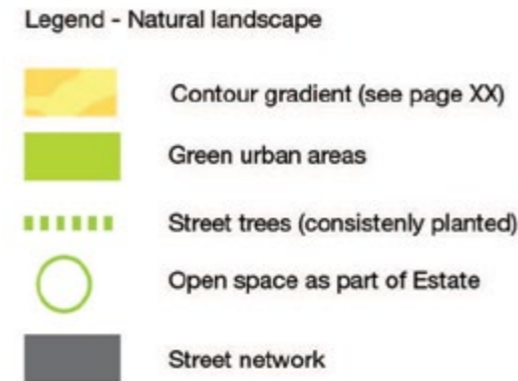 Legend - Natural landscape
Contour gradient (see page XX)
Green urban areas
Street trees (consistenly planted)
Open space as part of Estate
Street network